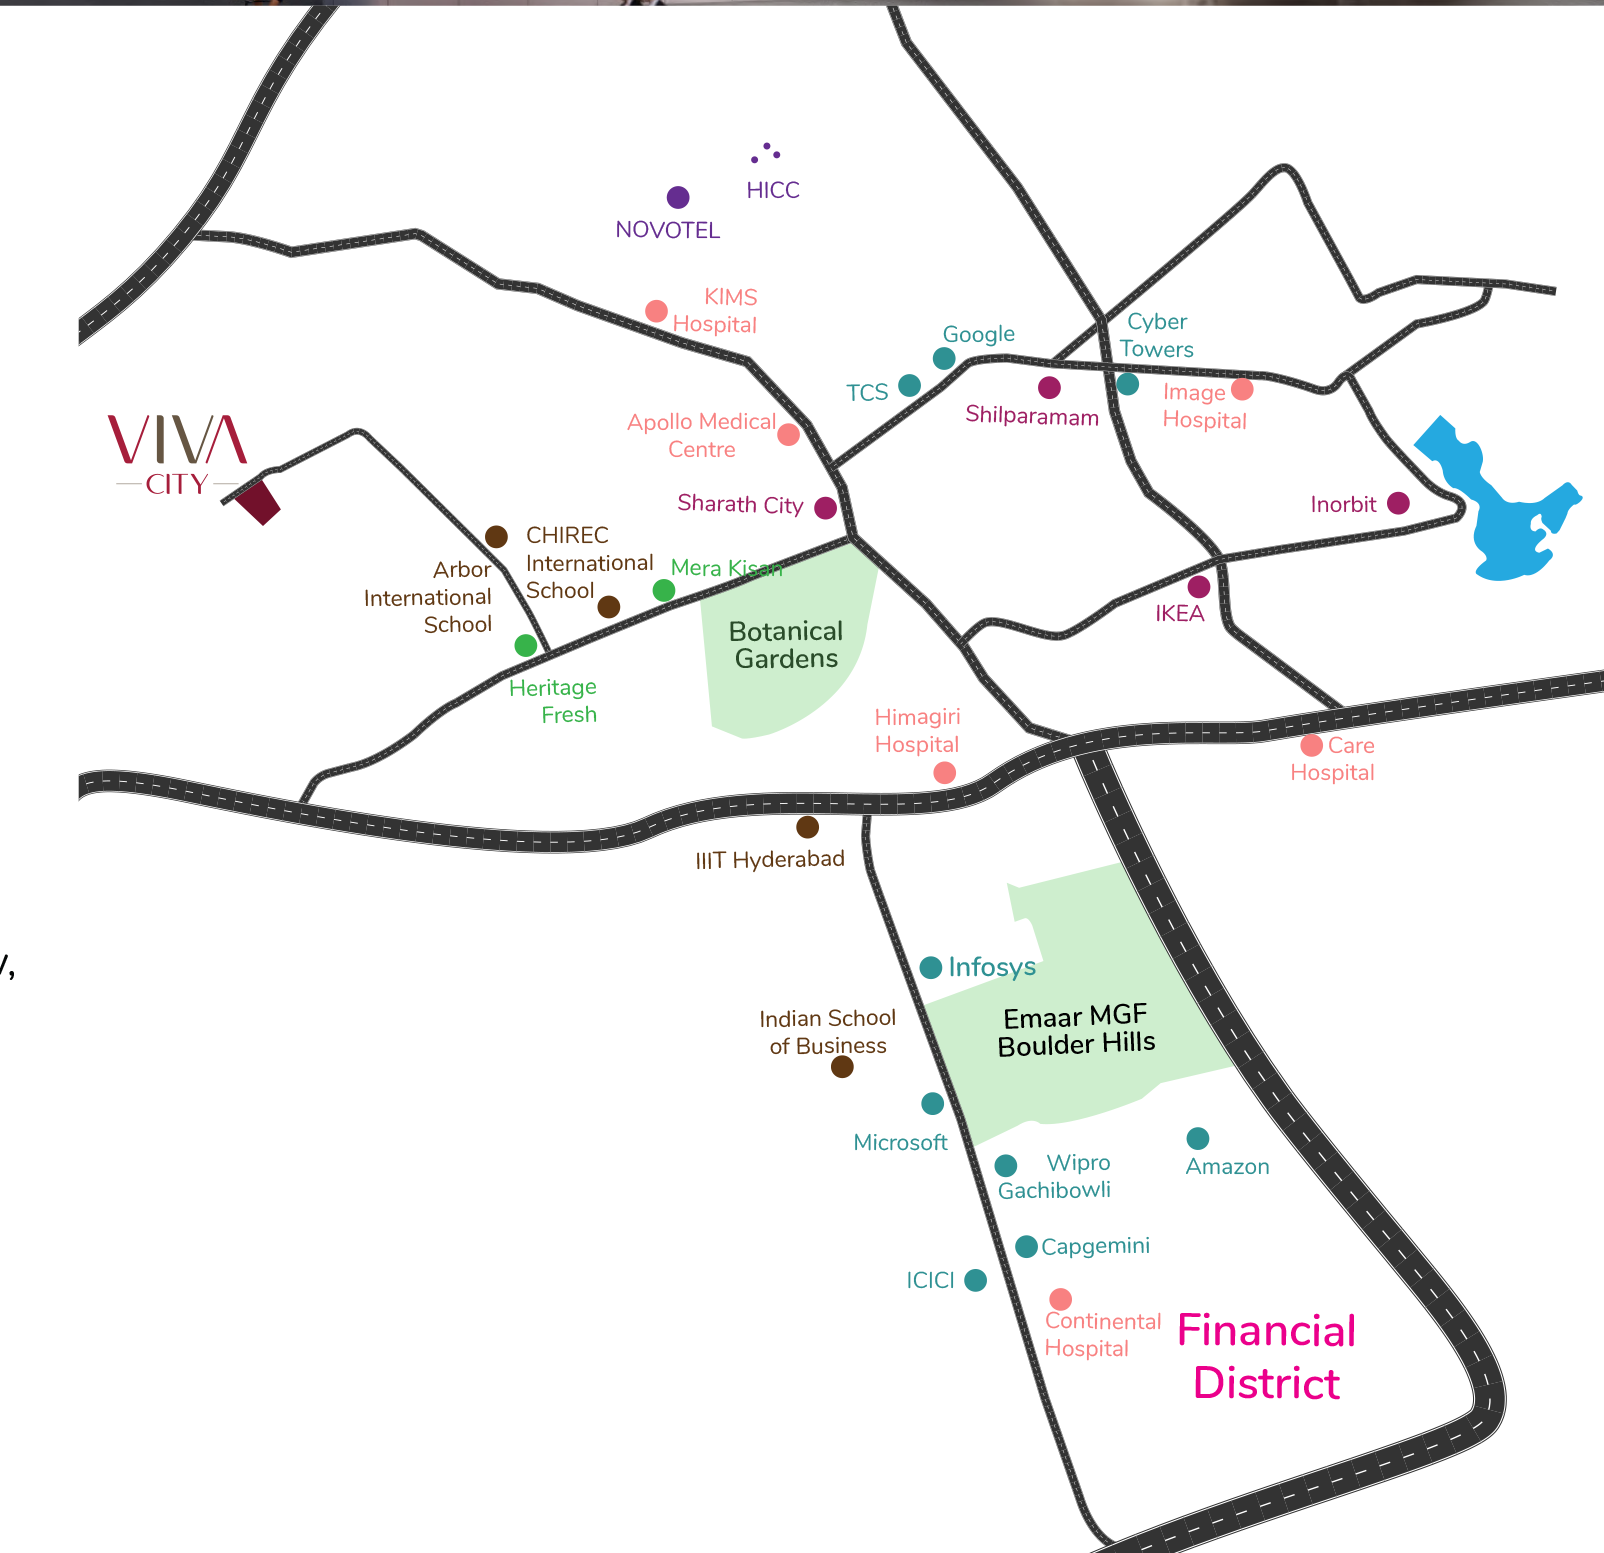 HICC
NOVOTEL
KIMS
Hospital
Google
Cyber
Towers
TCS
Image
Hospital
Shilparamam
Apollo Medical
Centre
VIVA
CITY
Sharath City
Inorbit
CHIREC
International
School
Arbor
International
School
Mera Kisan
IKEA
Botanical
Gardens
Heritage
Fresh
Himagiri
Hospital
Care
Hospital
IIIT Hyderabad
Infosys
Indian School
of Business
Emaar MGF
Boulder Hills
Microsoft
Wipro
Gachibowli
Amazon
Capgemini
ICICI
Continental
Hospital
Financial
District